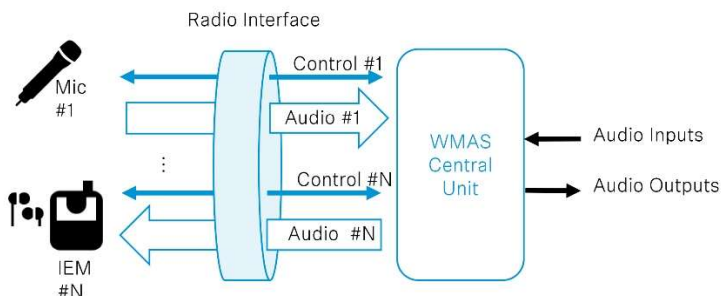 Radio Interface
Control #1
Mic
#1
Audio #1
WMAS
Central
Unit
Audio Inputs
Audio Outputs
⋮
Control #N
Audio #N
IEM
#N